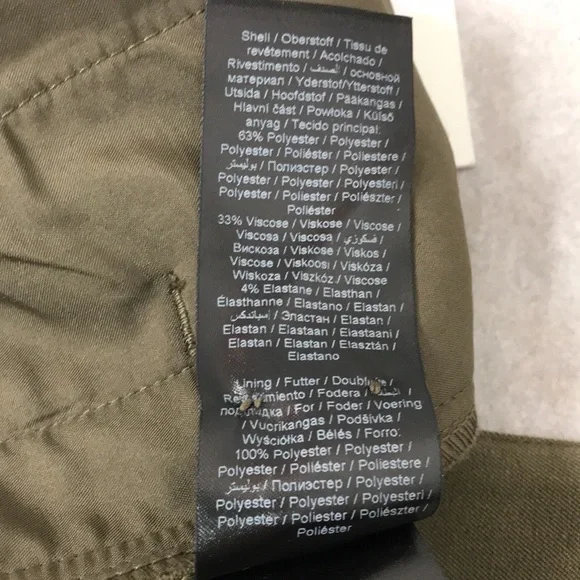 Shell / Oberstoff / Tissu de
revêtement / Acolchado /
Rivestimento / الصدف / основной
материал / Yderstof/Ytterstoff /
Utsida / Hoofdstof / Pääkangas /
Hlavní část / Powłoka / Külső
anyag / Tecido principal:
63% Polyester / Polyester /
Polyester / Poliéster / Poliestere /
بوليستر / Полиэстер / Polyester /
Polyester / Polyester / Polyesteri /
Polyester / Poliester / Poliészter /
Poliéster
33% Viscose / Viskose / Viscose /
Viscosa / Viscosa / فسكوزي /
Вискоза / Viskose / Viskos /
Viscose / Viskoosi / Viskóza /
Wiskoza / Viszkóz / Viscose
4% Elastane / Elasthan /
Élasthanne / Elastano / Elastan /
إسباندكس / Эластан / Elastan /
Elastan / Elastaan / Elastaani /
Elastan / Elastan / Elasztán /
Elastano
Lining / Futter / Doublure /
/ Fodera /
/ For / Foder / Voering
/ Vuorikangas / Podšívka /
Wyściółka / Bélés / Forro:
100% Polyester / Polyester /
Polyester / Poliéster / Poliestere /
بوليستر / Полиэстер / Polyester /
Polyester / Polyester / Polyesteri /
Polyester / Poliester / Poliészter /
Poliéster